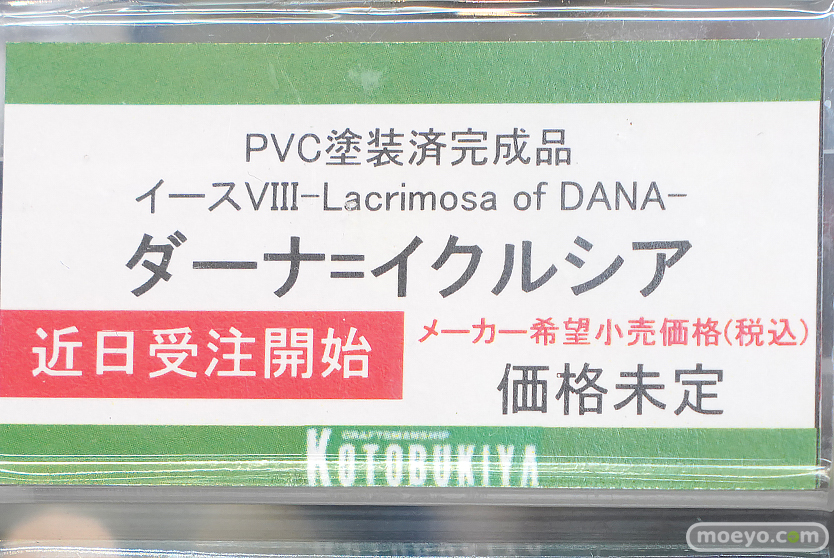 PVC塗装済完成品
イースVIII-Lacrimosa of DANA-
ダーナ=イクルシア
近日受注開始
メーカー希望小売価格(税込)
価格未定
CRAFTSMANSHIP
KOTOBUKIYA
moeyo.com